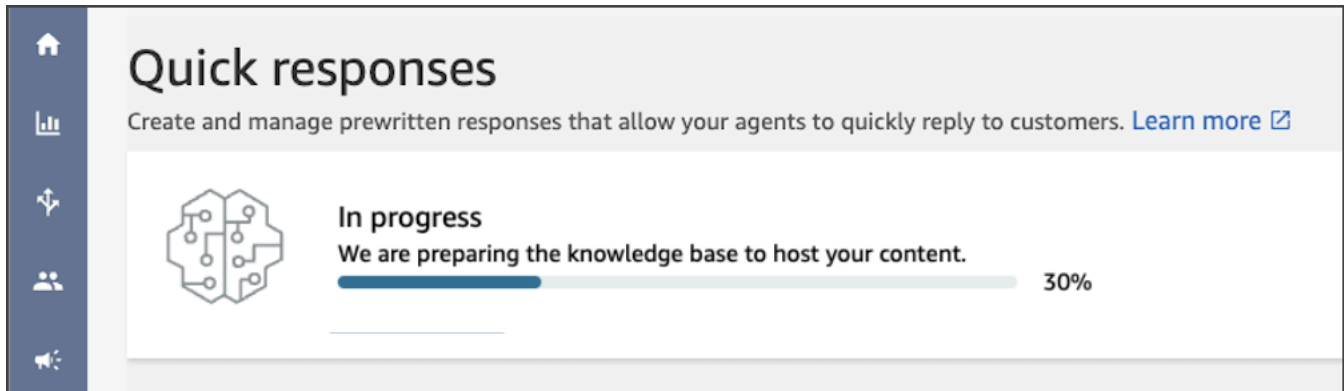 Quick responses
Create and manage prewritten responses that allow your agents to quickly reply to customers. Learn more
In progress
We are preparing the knowledge base to host your content.
30%